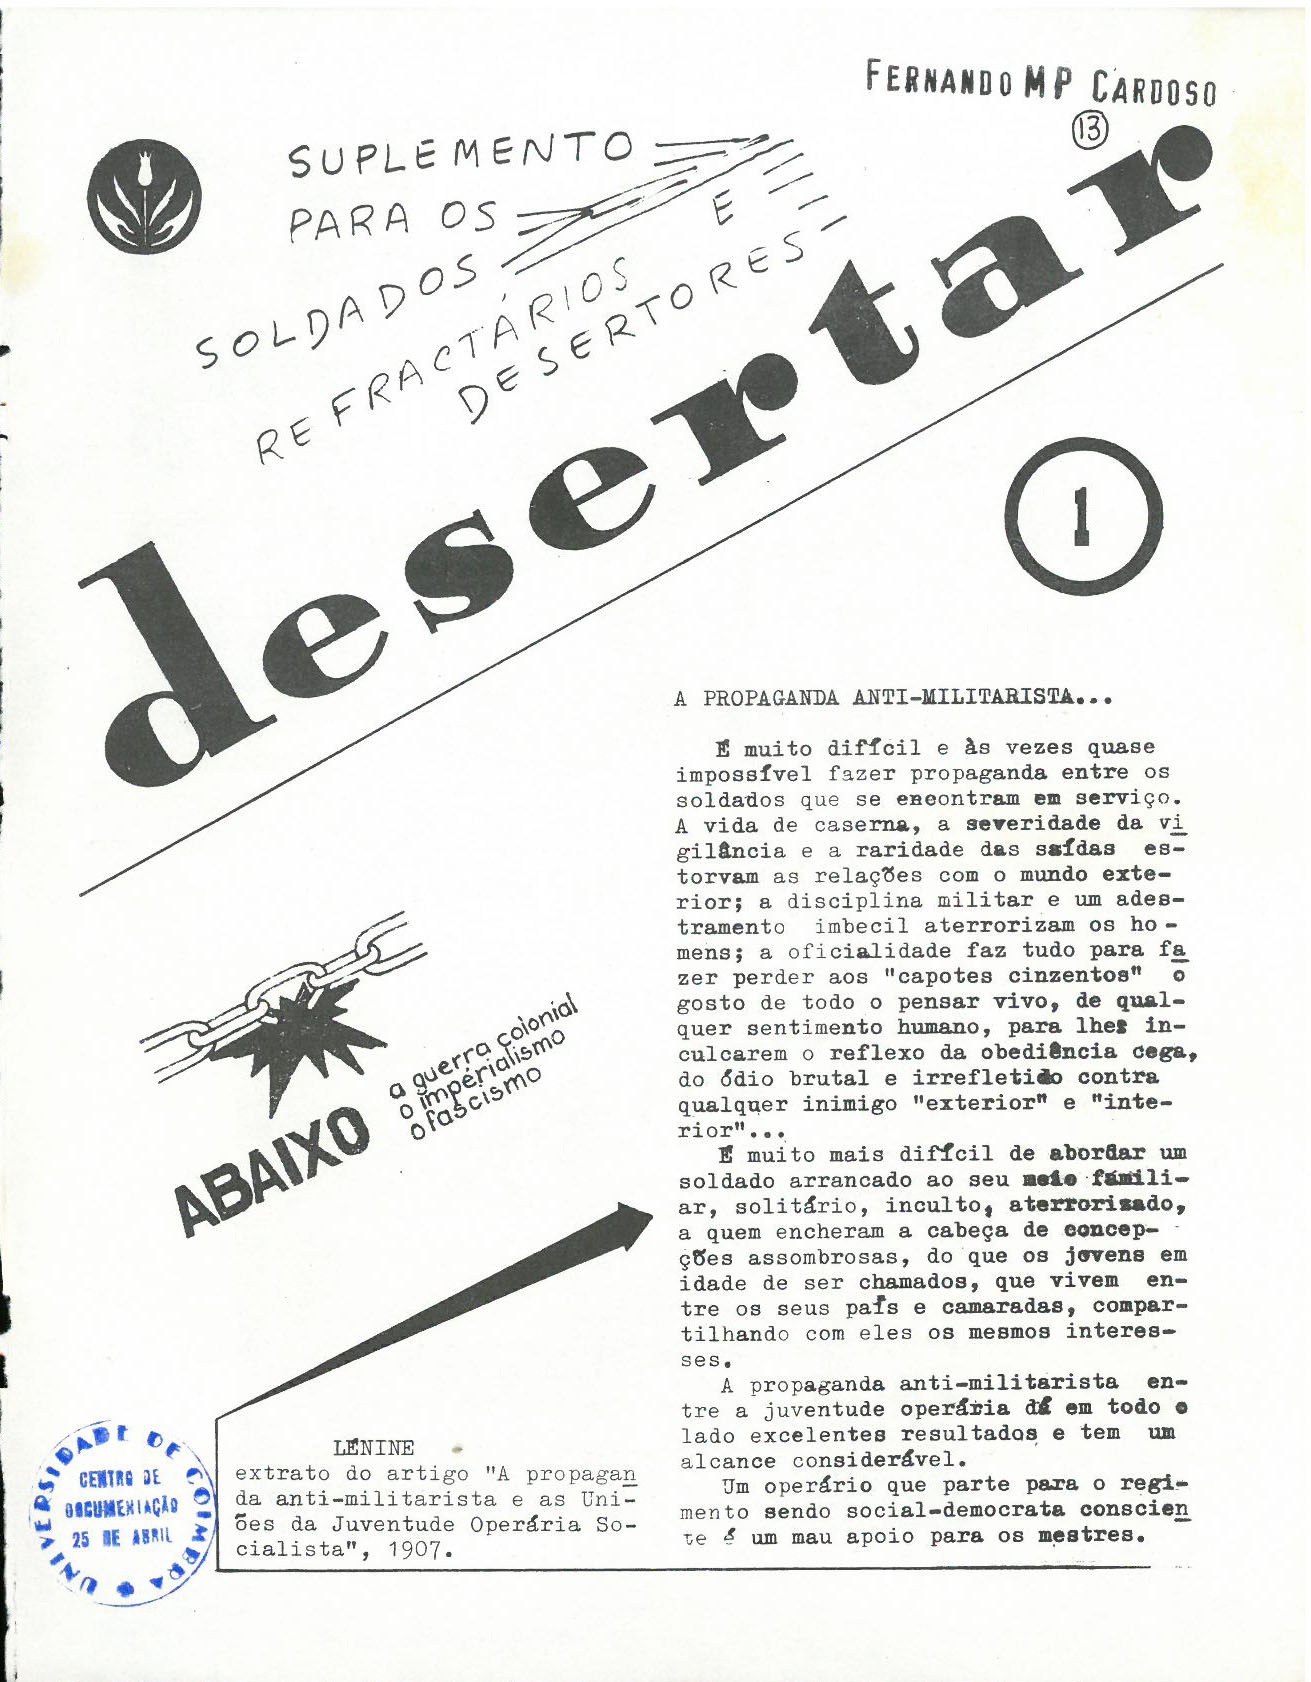 FERNANDO MP CARDOSO
13
SUPLEMENTO
PARA OS
SOLDADOS
REFRACTÁRIOS E
DESERTORES
desertar
1
A PROPAGANDA ANTI-MILITARISTA...
É muito difícil e às vezes quase
impossível fazer propaganda entre os
soldados que se encontram em serviço.
A vida de caserna, a severidade da vi
gilância e a raridade das saídas es-
torvam as relações com o mundo exte-
rior; a disciplina militar e um ades-
tramento imbecil aterrorizam os ho-
mens; a oficialidade faz tudo para fa
zer perder aos "capotes cinzentos" o
gosto de todo o pensar vivo, de qual-
quer sentimento humano, para lhes in-
culcarem o reflexo da obediência cega,
do ódio brutal e irrefletido contra
qualquer inimigo "exterior" e "inte-
rior"...
É muito mais difícil de abordar um
soldado arrancado ao seu meio famili-
ar, solitário, inculto, aterrorizado,
a quem encheram a cabeça de concep-
ções assombrosas, do que os jovens em
idade de ser chamados, que vivem en-
tre os seus país e camaradas, compar-
tilhando com eles os mesmos interes-
ses.
A propaganda anti-militarista en-
tre a juventude operária dá em todo o
lado excelentes resultados e tem um
alcance considerável.
Um operário que parte para o regi-
mento sendo social-democrata conscien
te é um mau apoio para os mestres.
ABAIXO
a guerra colonial
o imperialismo
o fascismo
LÉNINE
extrato do artigo "A propagan
da anti-militarista e as Uni-
ões da Juventude Operária So-
cialista", 1907.
UNIVERSIDADE DE COIMBRA
CENTRO DE
DOCUMENTAÇÃO
25 DE ABRIL